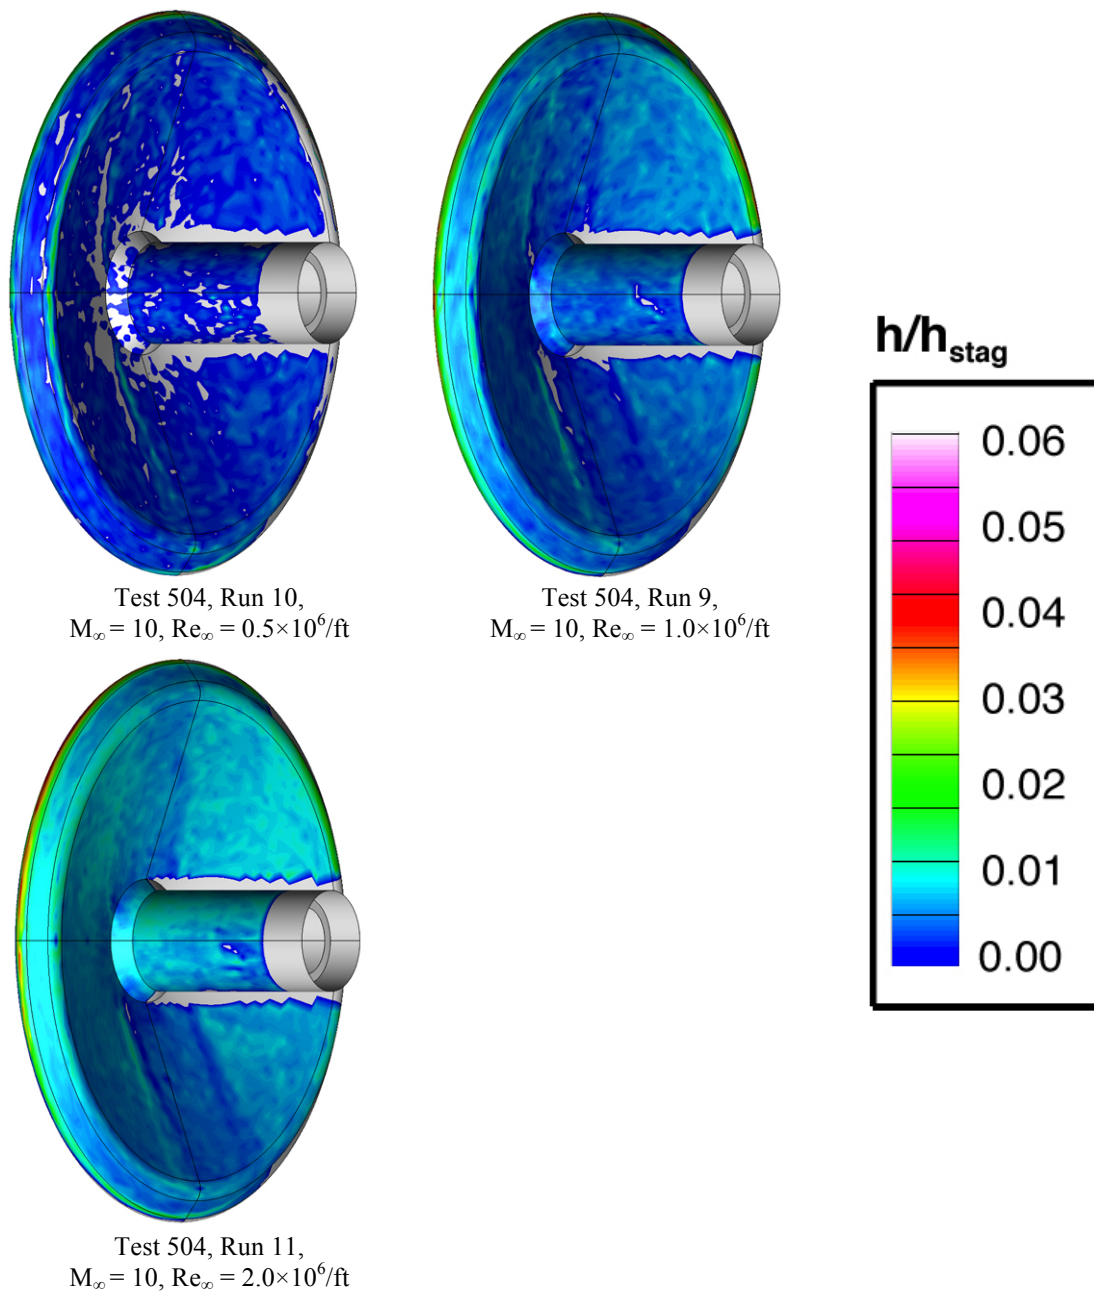 Test 504, Run 10,
M∞ = 10, Re∞ = 0.5×10⁶/ft
Test 504, Run 9,
M∞ = 10, Re∞ = 1.0×10⁶/ft
h/hstag
0.06
0.05
0.04
0.03
0.02
0.01
0.00
Test 504, Run 11,
M∞ = 10, Re∞ = 2.0×10⁶/ft